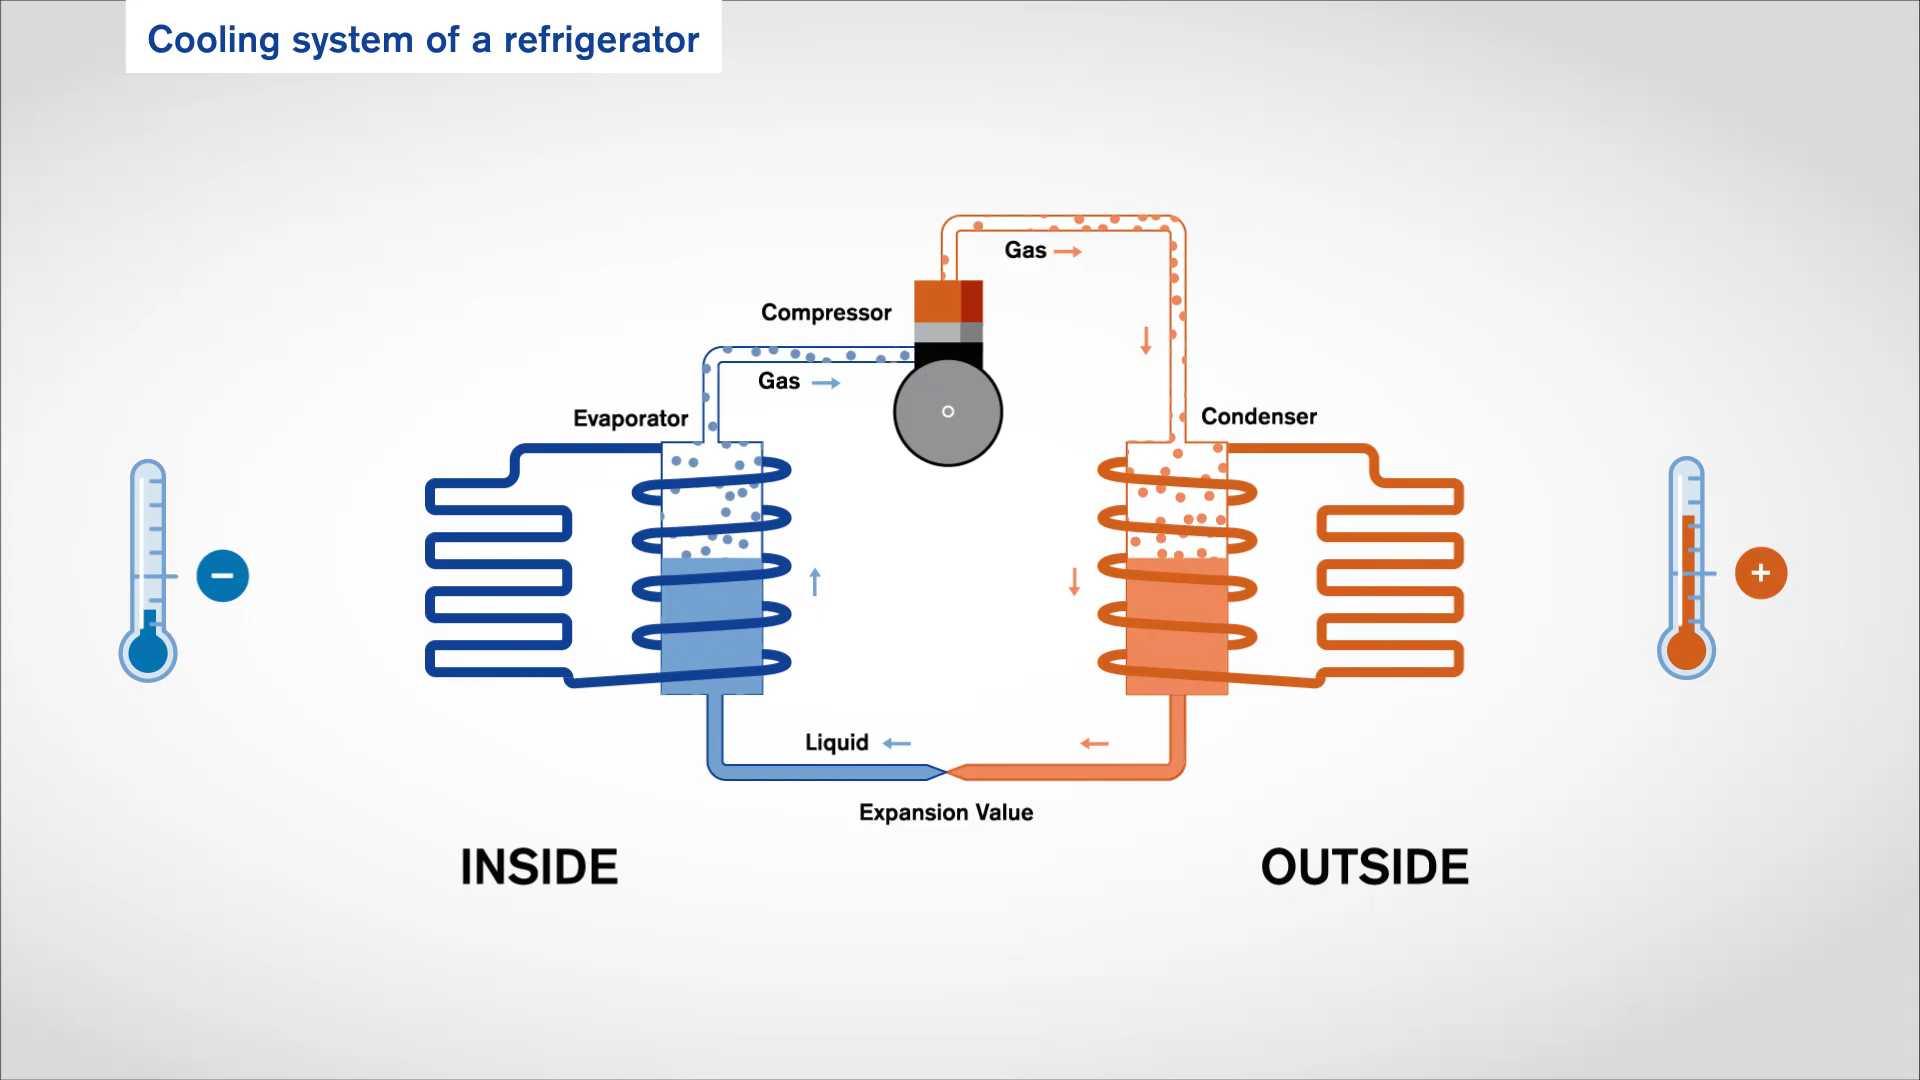 Cooling system of a refrigerator
Gas
Compressor
Gas
Evaporator
Condenser
Liquid
Expansion Value
INSIDE
OUTSIDE